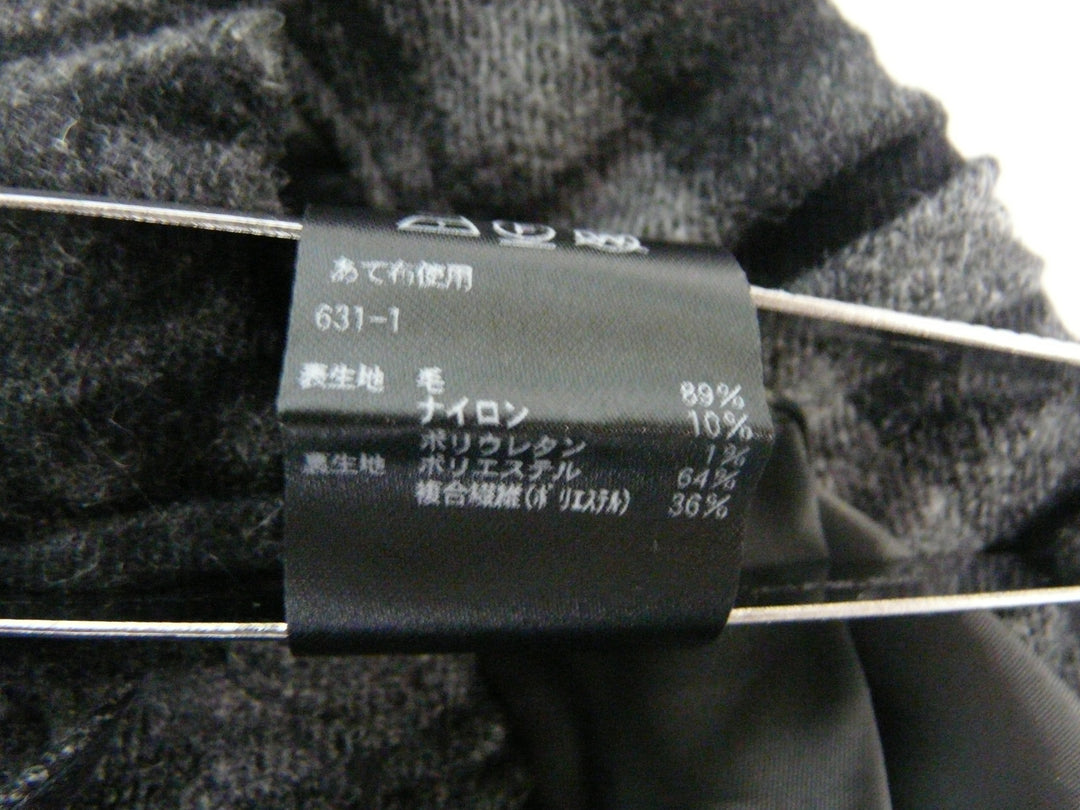 あて布使用
631-1
表生地 毛 89%
ナイロン 10%
ポリウレタン 1%
裏生地 ポリエステル 64%
複合繊維(ポリエステル) 36%